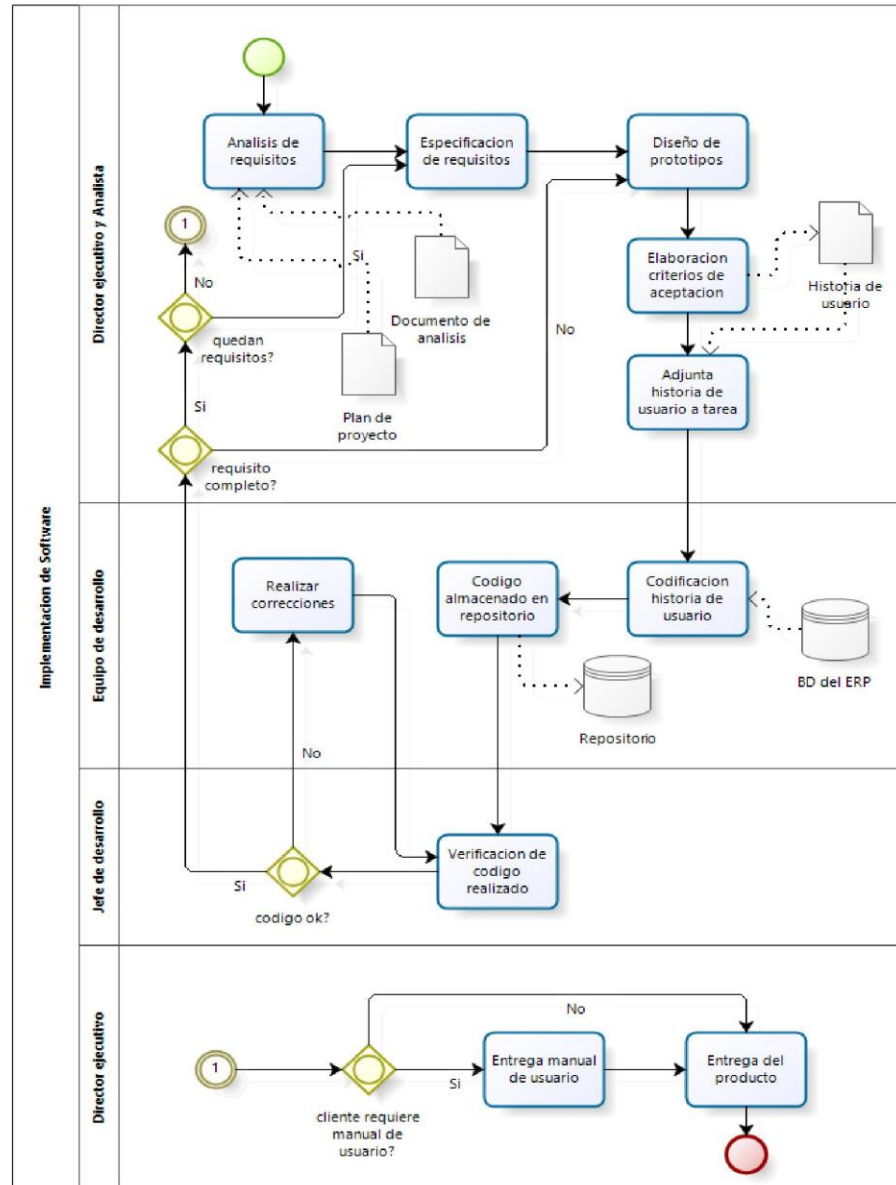 Implementacion de Software
Director ejecutivo y Analista
Analisis de
requisitos
Especificacion
de requisitos
Diseño de
prototipos
1
No
Si
Elaboracion
criterios de
aceptacion
Historia de
usuario
Documento de
analisis
quedan
requisitos?
No
Plan de
proyecto
Adjunta
historia de
usuario a tarea
Si
requisito
completo?
Equipo de desarrollo
Realizar
correcciones
Codigo
almacenado en
repositorio
Codificacion
historia de
usuario
BD del ERP
Repositorio
No
Jefe de desarrollo
Verificacion de
codigo
realizado
Si
codigo ok?
Director ejecutivo
No
1
Si
Entrega manual
de usuario
Entrega del
producto
cliente requiere
manual de
usuario?